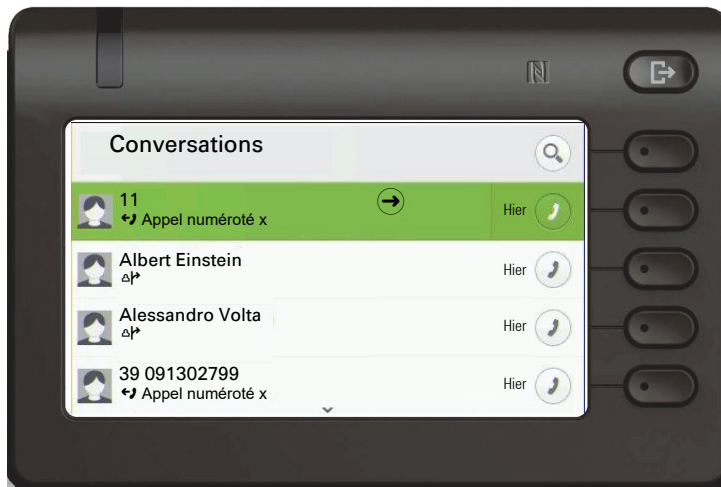 Conversations
11
Hier
Appel numéroté x
Albert Einstein
Hier
Alessandro Volta
Hier
39 091302799
Hier
Appel numéroté x